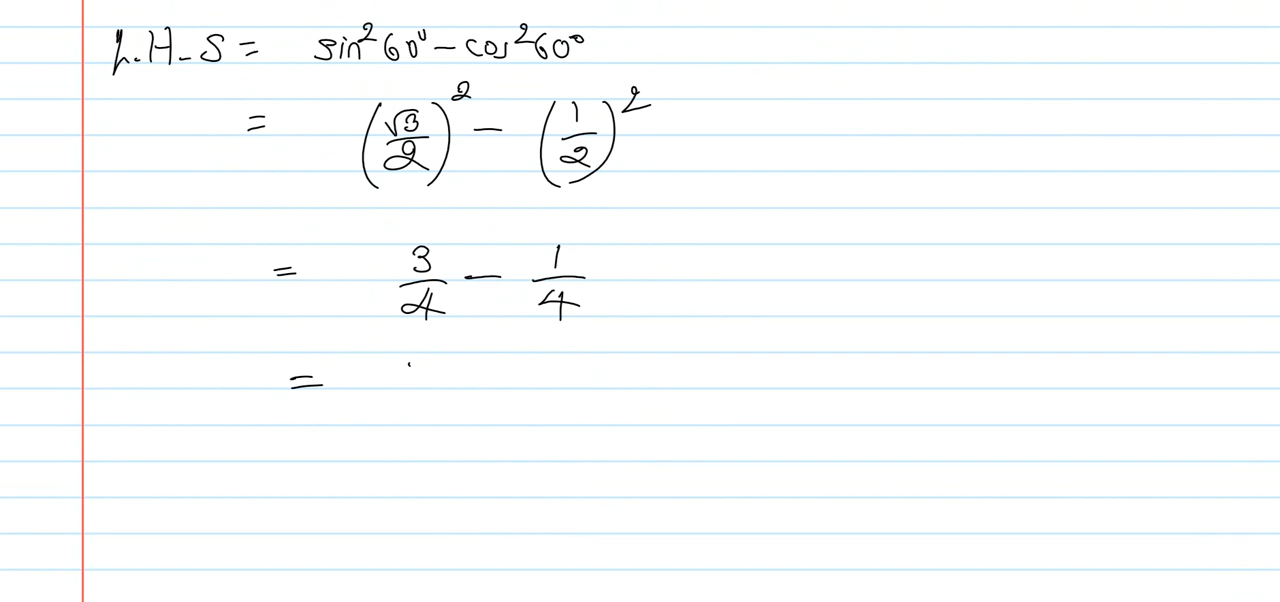 L.H.S = sin²60° - cos²60°
= (√3/2)² - (1/2)²
= 3/4 - 1/4
=